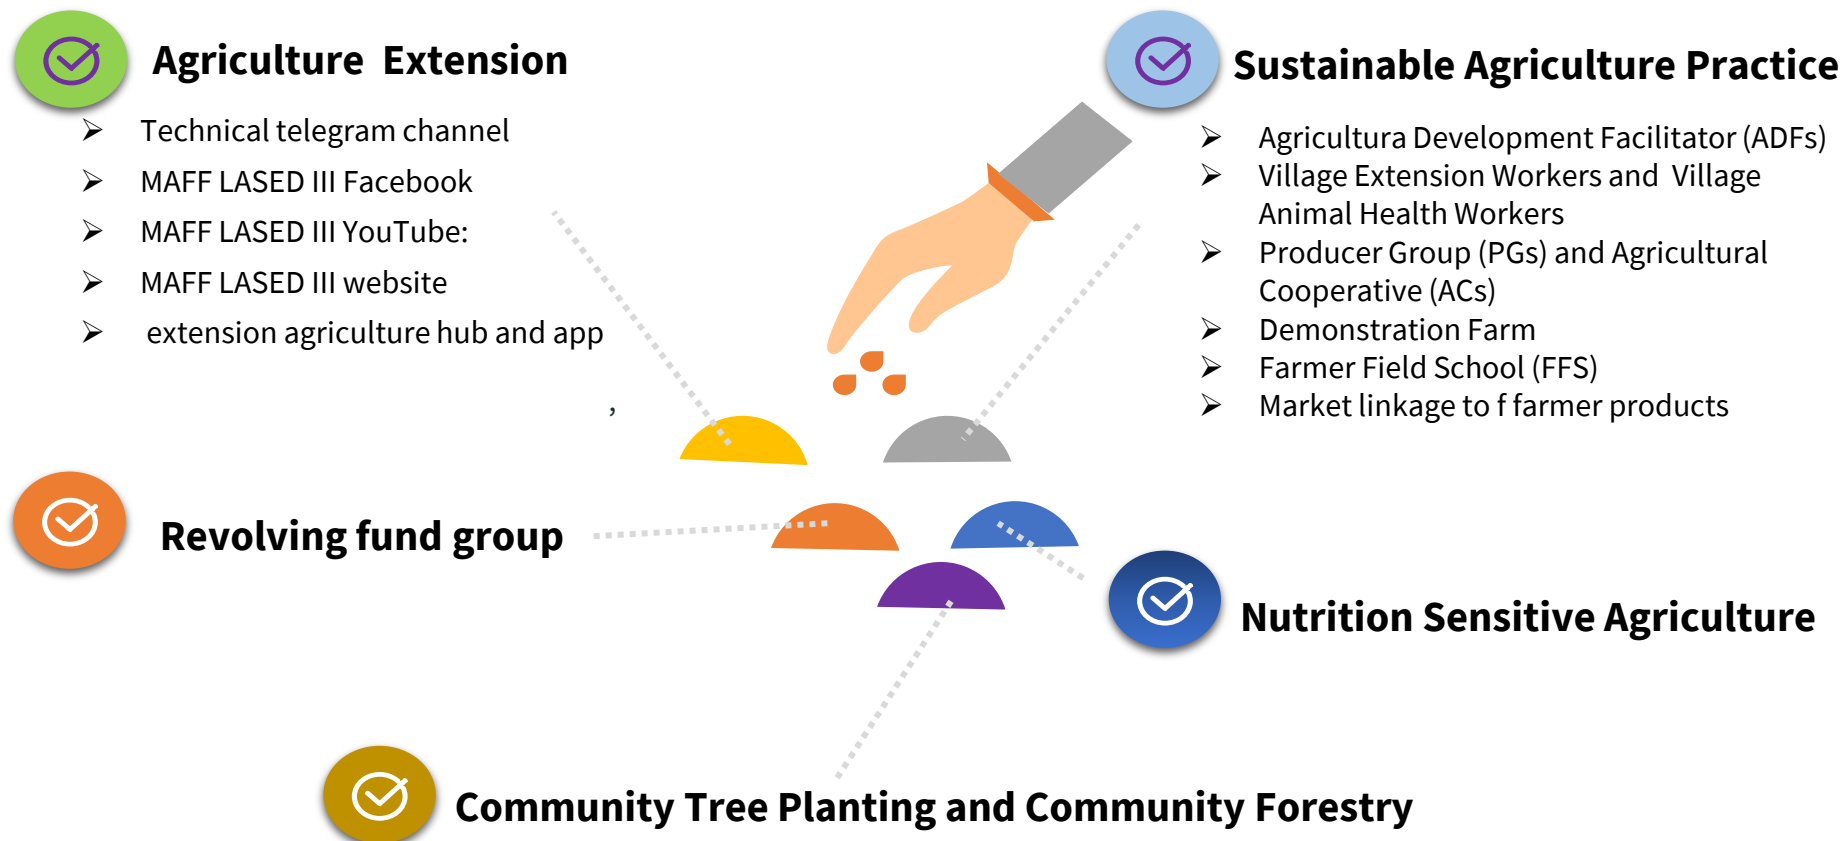 Agriculture  Extension
➢ Technical telegram channel
➢ MAFF LASED III Facebook
➢ MAFF LASED III YouTube:
➢ MAFF LASED III website
➢ extension agriculture hub and app
,
Sustainable Agriculture Practice
➢ Agricultura Development Facilitator (ADFs)
➢ Village Extension Workers and  Village
Animal Health Workers
➢ Producer Group (PGs) and Agricultural
Cooperative (ACs)
➢ Demonstration Farm
➢ Farmer Field School (FFS)
➢ Market linkage to f farmer products
Revolving fund group
Nutrition Sensitive Agriculture
Community Tree Planting and Community Forestry